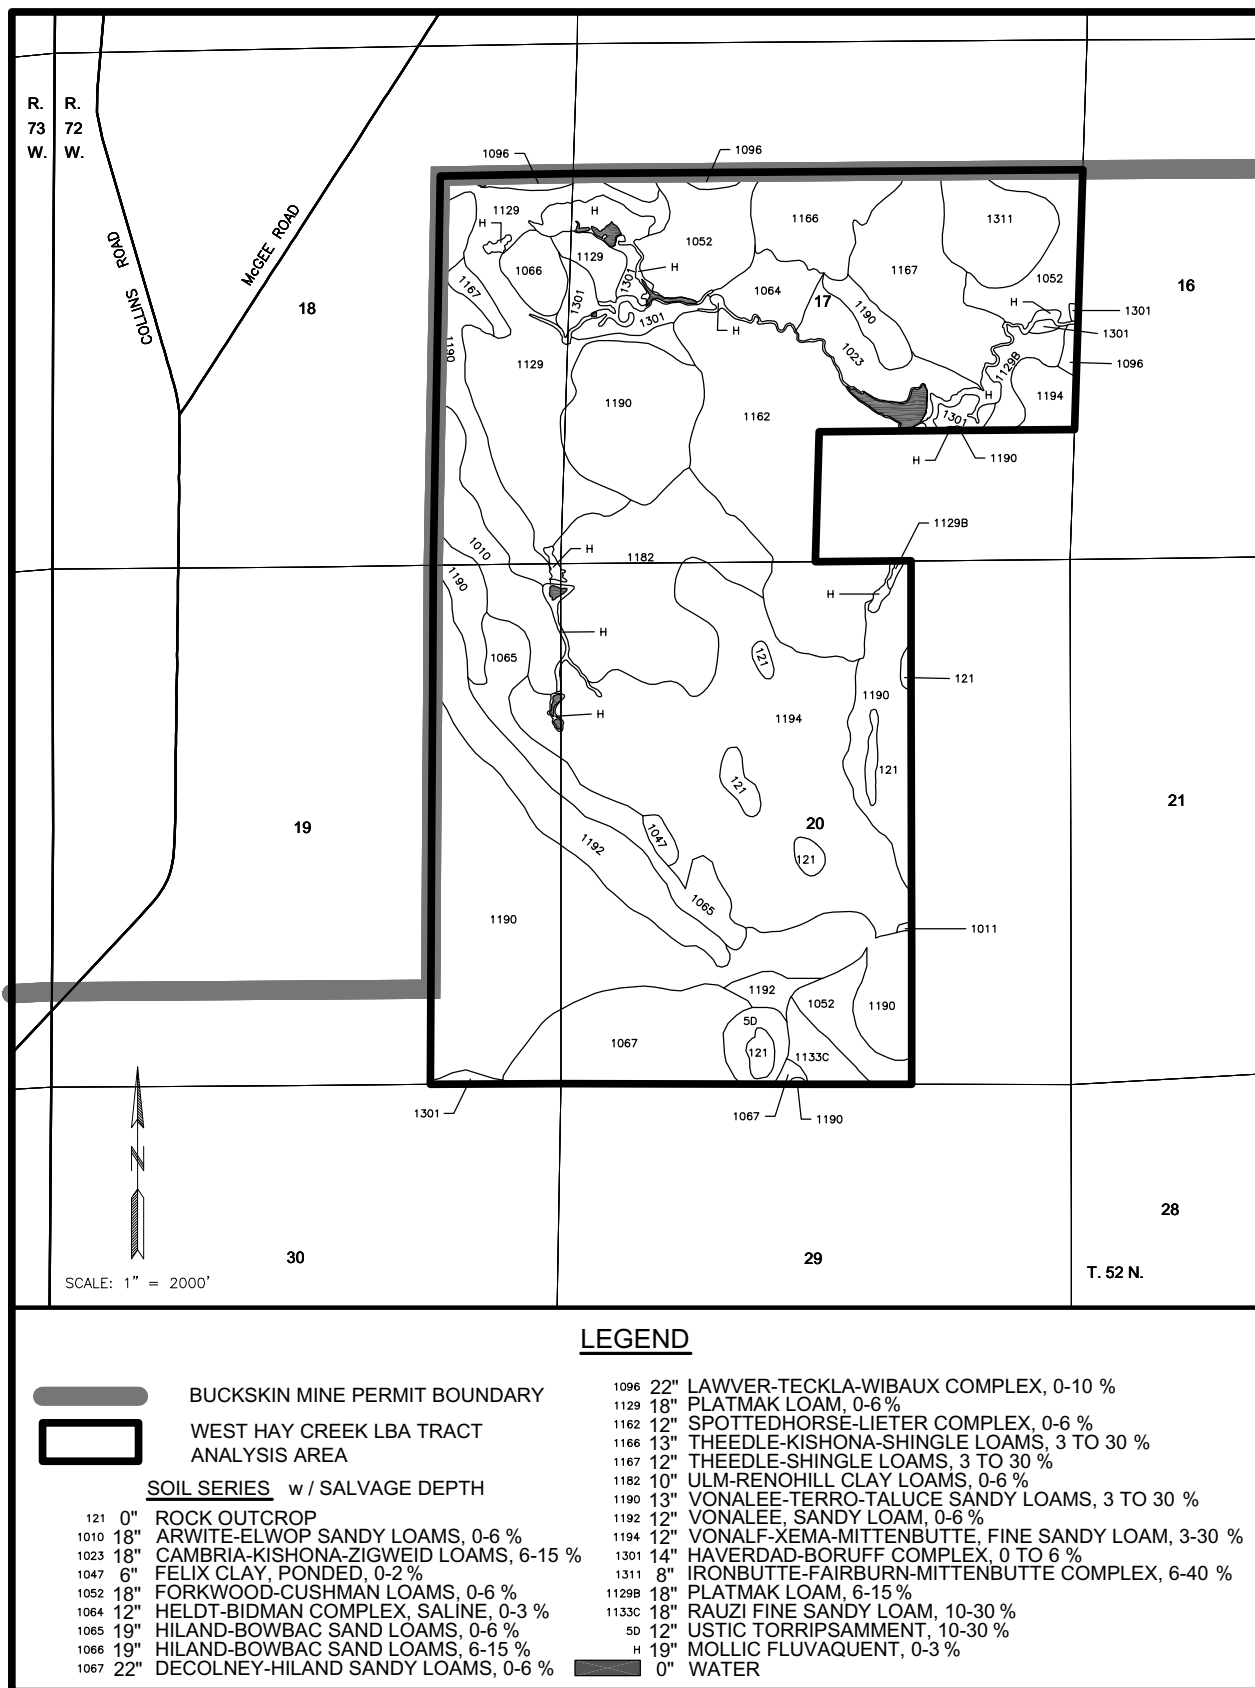 R. R.
73 72
W. W.
COLLINS ROAD
McGEE ROAD
1096
1096
1129
H
H
1052
1166
1311
1167
1052
16
18
1066
1129
1301
H
1301
1167
1064
17
1190
H
1301
1301
1301
H
1190
1129
1023
1129B
1096
1190
1162
H
1194
1301
H
1190
1129B
1010
H
1182
1190
H
H
1065
121
121
1190
1194
H
121
121
21
19
20
1047
1192
121
1065
1190
1011
1192
1052
1190
5D
1067
121
1133C
1301
1067
1190
N
28
30
29
T. 52 N.
SCALE: 1" = 2000'
LEGEND
BUCKSKIN MINE PERMIT BOUNDARY
WEST HAY CREEK LBA TRACT
ANALYSIS AREA
SOIL SERIES w / SALVAGE DEPTH
121 0" ROCK OUTCROP
1010 18" ARWITE-ELWOP SANDY LOAMS, 0-6 %
1023 18" CAMBRIA-KISHONA-ZIGWEID LOAMS, 6-15 %
1047 6" FELIX CLAY, PONDED, 0-2 %
1052 18" FORKWOOD-CUSHMAN LOAMS, 0-6 %
1064 12" HELDT-BIDMAN COMPLEX, SALINE, 0-3 %
1065 19" HILAND-BOWBAC SAND LOAMS, 0-6 %
1066 19" HILAND-BOWBAC SAND LOAMS, 6-15 %
1067 22" DECOLNEY-HILAND SANDY LOAMS, 0-6 %
1096 22" LAWVER-TECKLA-WIBAUX COMPLEX, 0-10 %
1129 18" PLATMAK LOAM, 0-6%
1162 12" SPOTTEDHORSE-LIETER COMPLEX, 0-6 %
1166 13" THEEDLE-KISHONA-SHINGLE LOAMS, 3 TO 30 %
1167 12" THEEDLE-SHINGLE LOAMS, 3 TO 30 %
1182 10" ULM-RENOHILL CLAY LOAMS, 0-6 %
1190 13" VONALEE-TERRO-TALUCE SANDY LOAMS, 3 TO 30 %
1192 12" VONALEE, SANDY LOAM, 0-6 %
1194 12" VONALF-XEMA-MITTENBUTTE, FINE SANDY LOAM, 3-30 %
1301 14" HAVERDAD-BORUFF COMPLEX, 0 TO 6 %
1311 8" IRONBUTTE-FAIRBURN-MITTENBUTTE COMPLEX, 6-40 %
1129B 18" PLATMAK LOAM, 6-15 %
1133C 18" RAUZI FINE SANDY LOAM, 10-30 %
5D 12" USTIC TORRIPSAMMENT, 10-30 %
H 19" MOLLIC FLUVAQUENT, 0-3 %
0" WATER